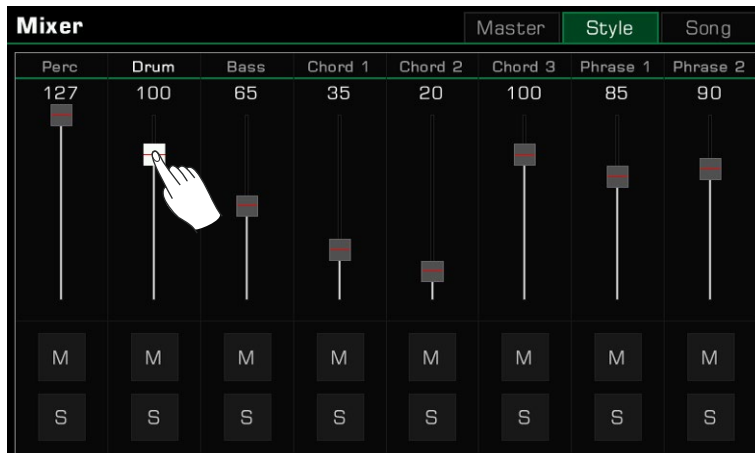 Mixer Master Style Song
Perc Drum Bass Chord 1 Chord 2 Chord 3 Phrase 1 Phrase 2
127 100 65 35 20 100 85 90
M M M M M M M M
S S S S S S S S